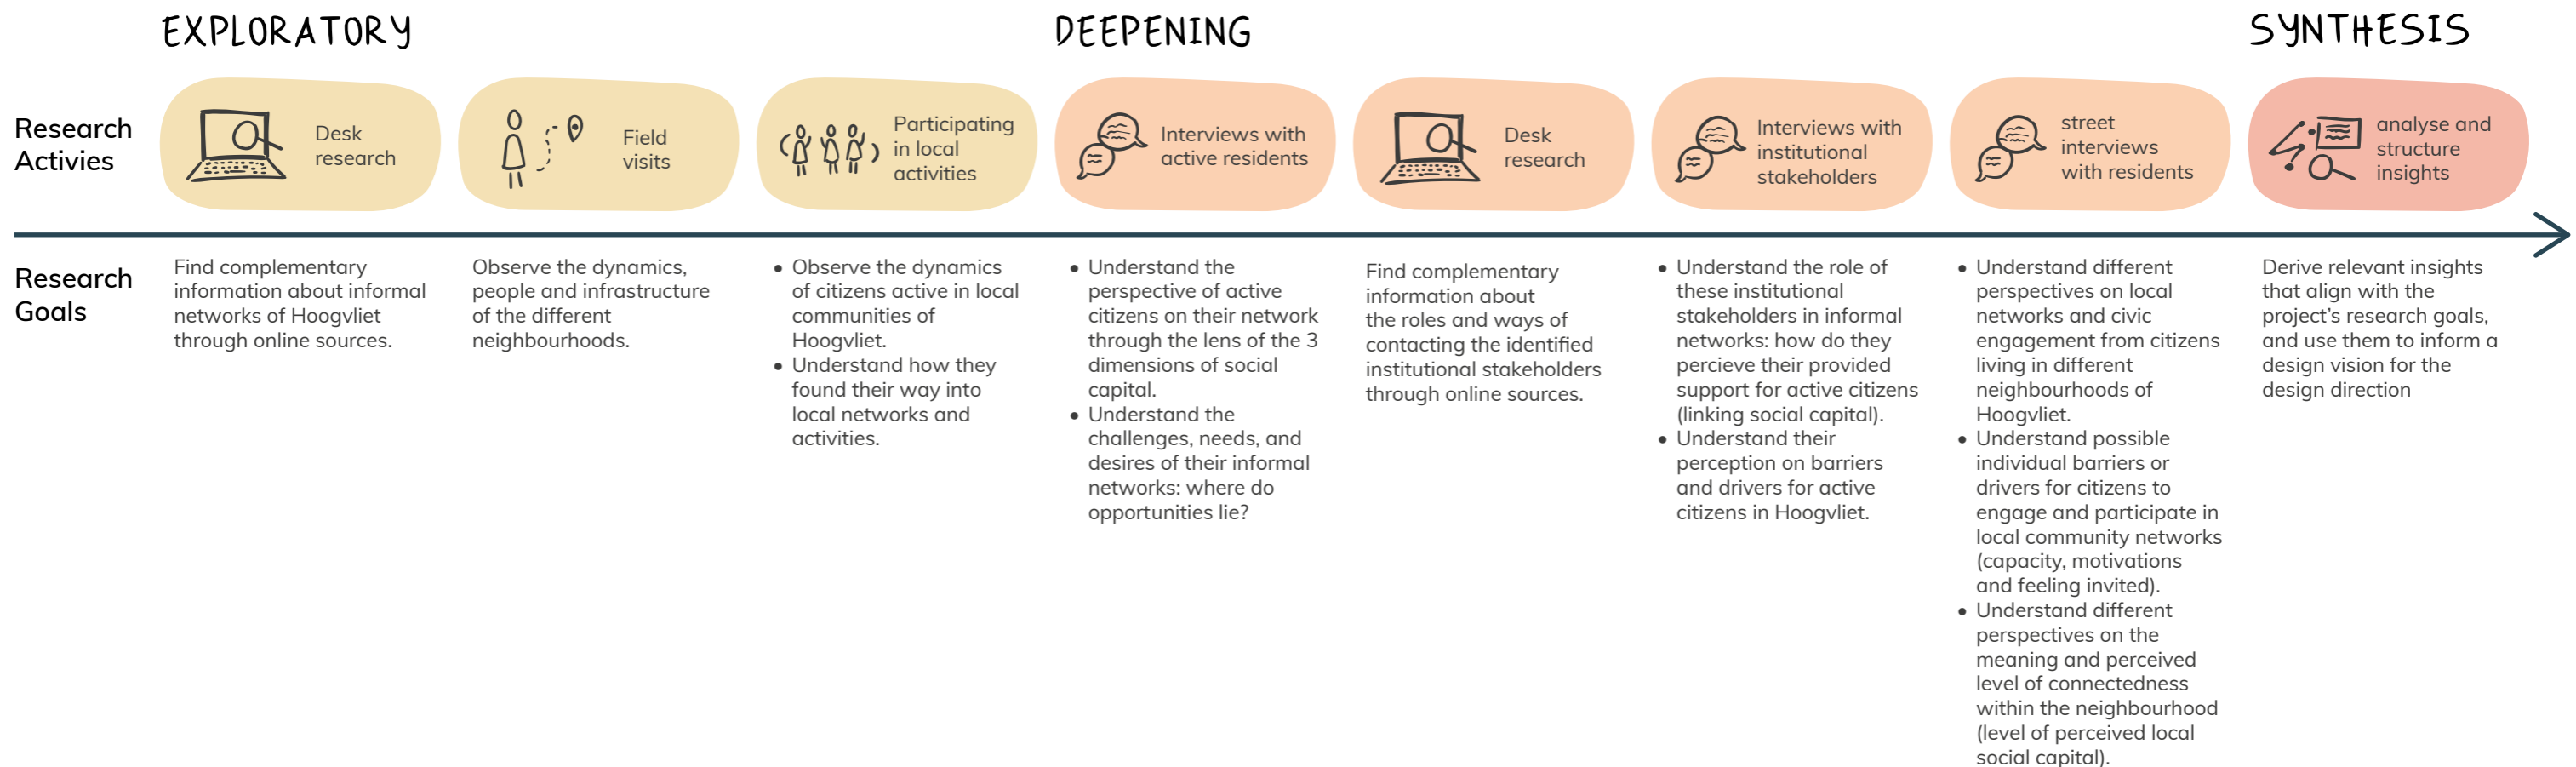 EXPLORATORY
DEEPENING
SYNTHESIS
Research
Activies
Desk
research
Field
visits
Participating
in local
activities
Interviews with
active residents
Desk
research
Interviews with
institutional
stakeholders
street
interviews
with residents
analyse and
structure
insights
Research
Goals
Find complementary
information about informal
networks of Hoogvliet
through online sources.
Observe the dynamics,
people and infrastructure
of the different
neighbourhoods.
• Observe the dynamics
of citizens active in local
communities of
Hoogvliet.
• Understand how they
found their way into
local networks and
activities.
• Understand the
perspective of active
citizens on their network
through the lens of the 3
dimensions of social
capital.
• Understand the
challenges, needs, and
desires of their informal
networks: where do
opportunities lie?
Find complementary
information about
the roles and ways of
contacting the identified
institutional stakeholders
through online sources.
• Understand the role of
these institutional
stakeholders in informal
networks: how do they
percieve their provided
support for active citizens
(linking social capital).
• Understand their
perception on barriers
and drivers for active
citizens in Hoogvliet.
• Understand different
perspectives on local
networks and civic
engagement from citizens
living in different
neighbourhoods of
Hoogvliet.
• Understand possible
individual barriers or
drivers for citizens to
engage and participate in
local community networks
(capacity, motivations
and feeling invited).
• Understand different
perspectives on the
meaning and perceived
level of connectedness
within the neighbourhood
(level of perceived local
social capital).
Derive relevant insights
that align with the
project's research goals,
and use them to inform a
design vision for the
design direction